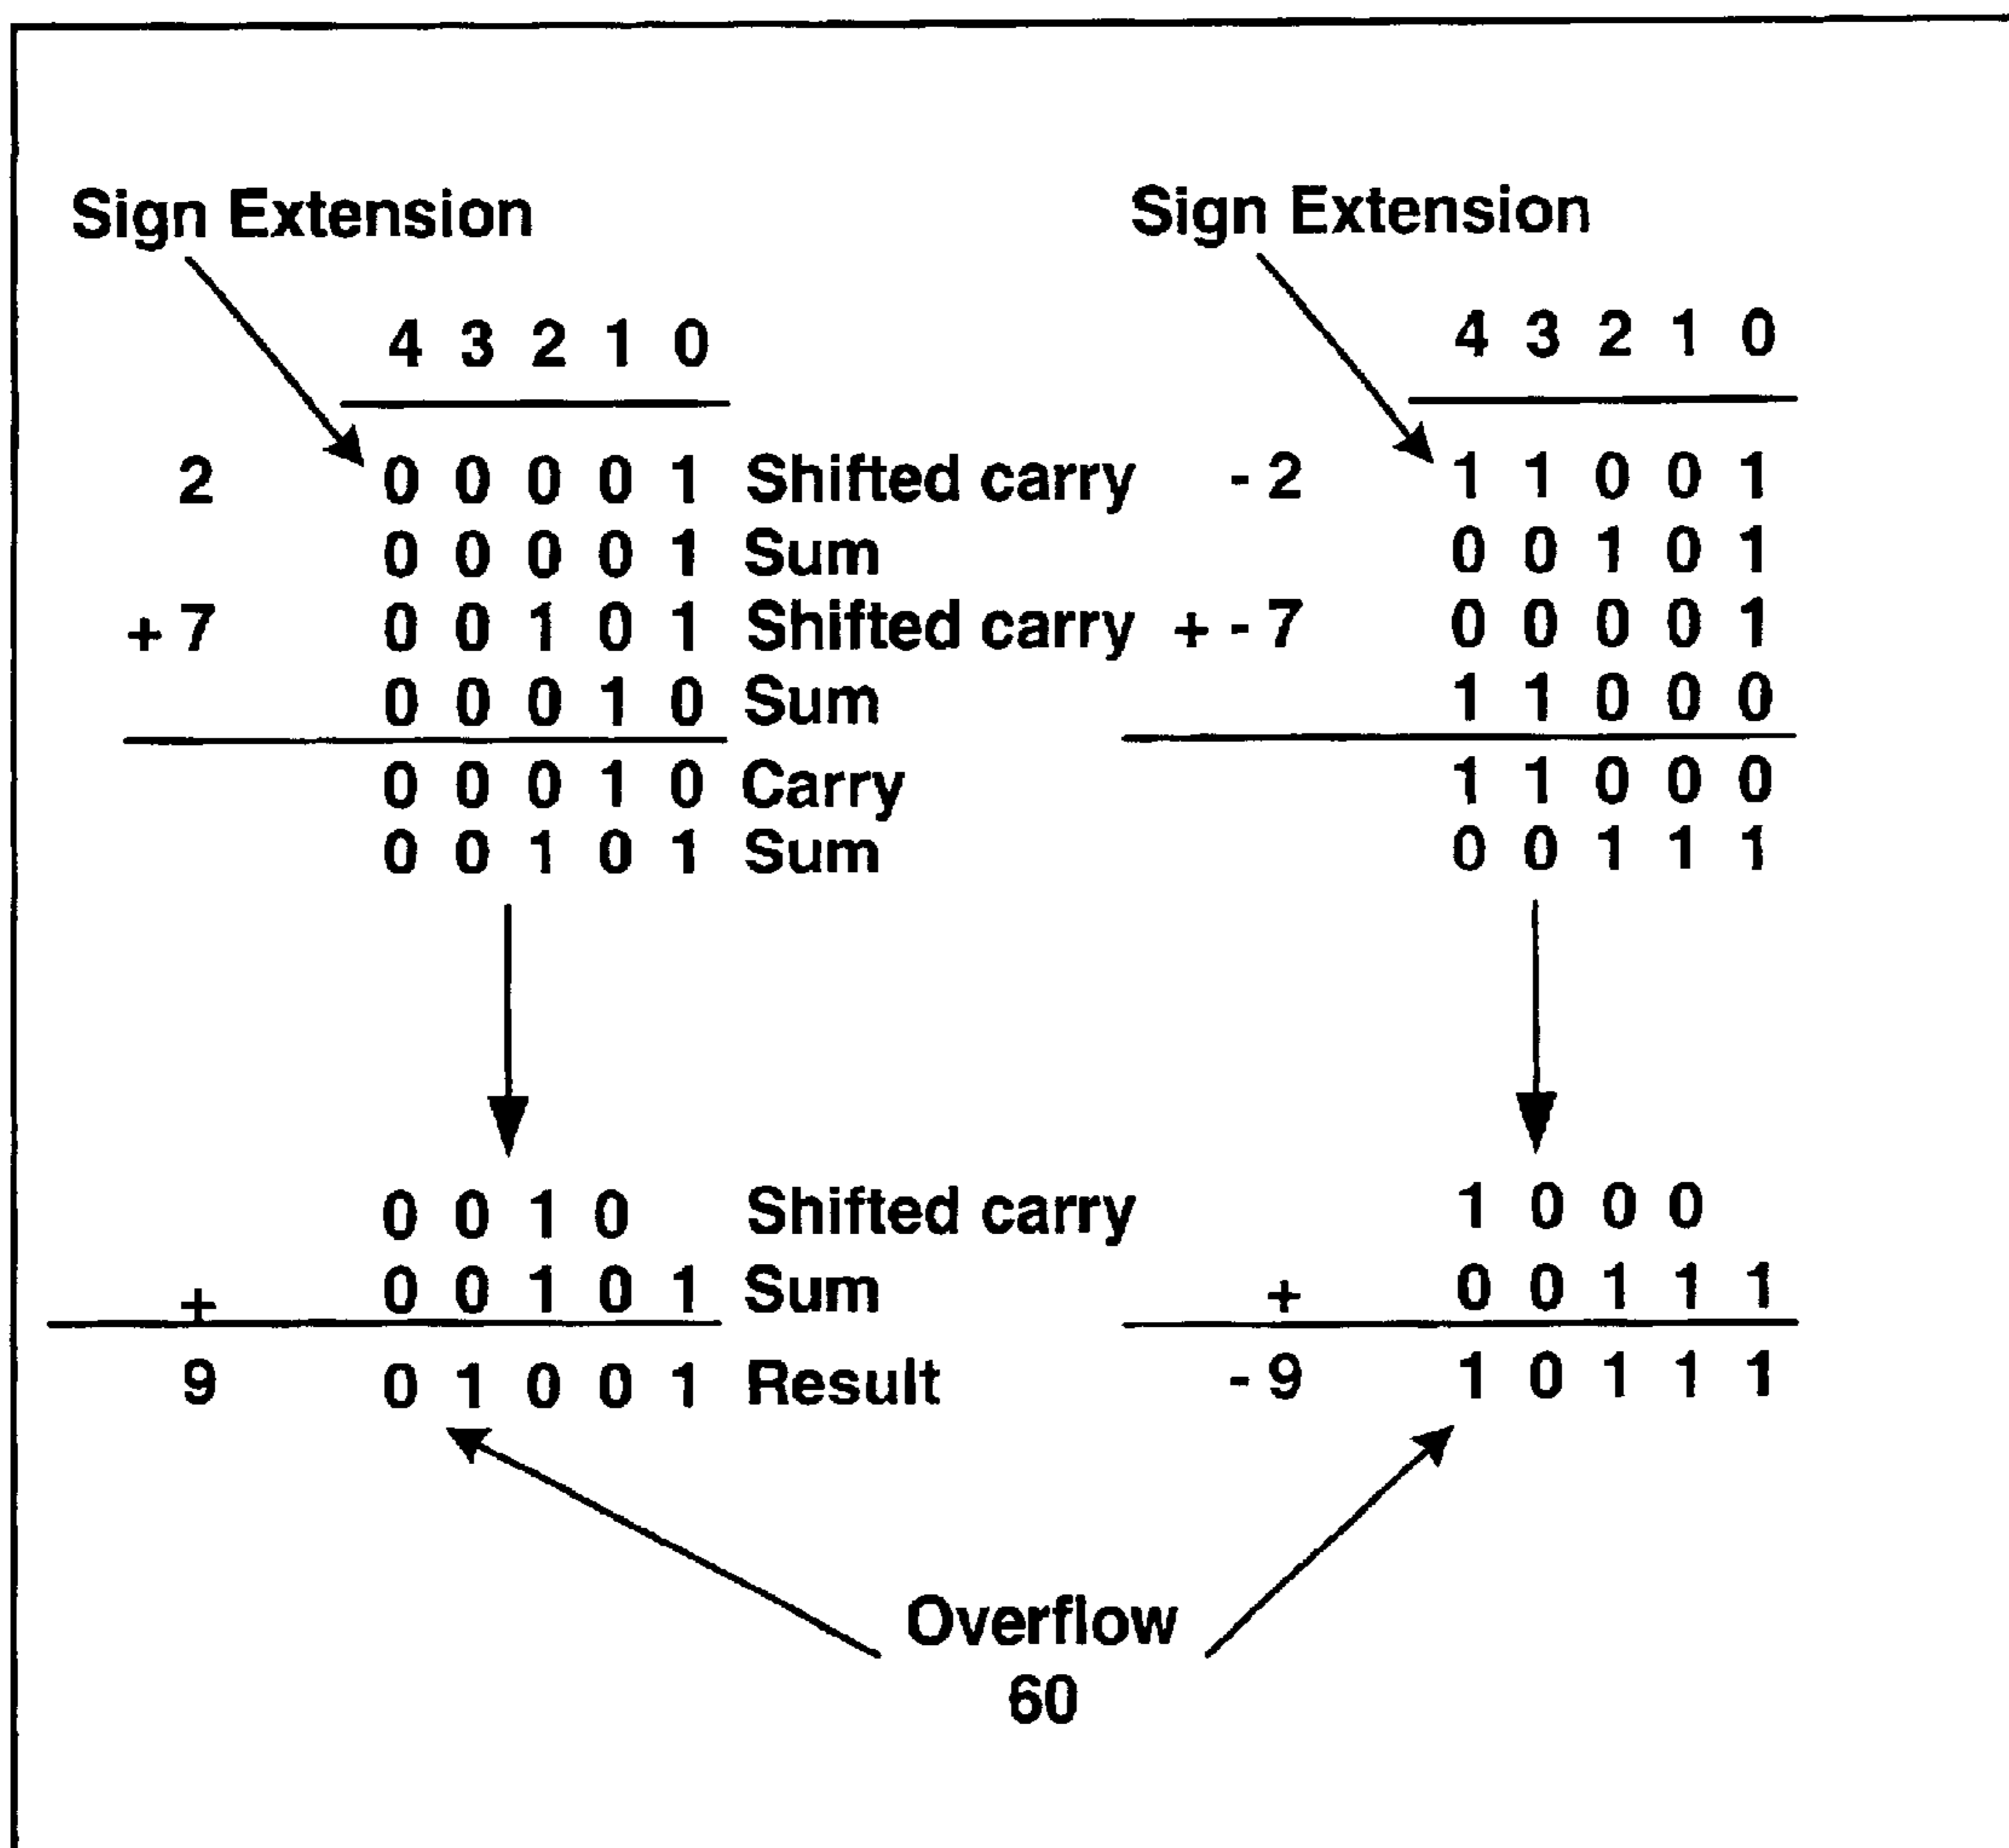 Sign Extension Sign Extension
4 3 2 1 0 4 3 2 1 0
2 0 0 0 0 1 Shifted carry - 2 1 1 0 0 1
0 0 0 0 1 Sum 0 0 1 0 1
+ 7 0 0 1 0 1 Shifted carry + - 7 0 0 0 0 1
0 0 0 1 0 Sum 1 1 0 0 0
0 0 0 1 0 Carry 1 1 0 0 0
0 0 1 0 1 Sum 0 0 1 1 1
0 0 1 0 Shifted carry 1 0 0 0
+ 0 0 1 0 1 Sum + 0 0 1 1 1
9 0 1 0 0 1 Result - 9 1 0 1 1 1
Overflow
60